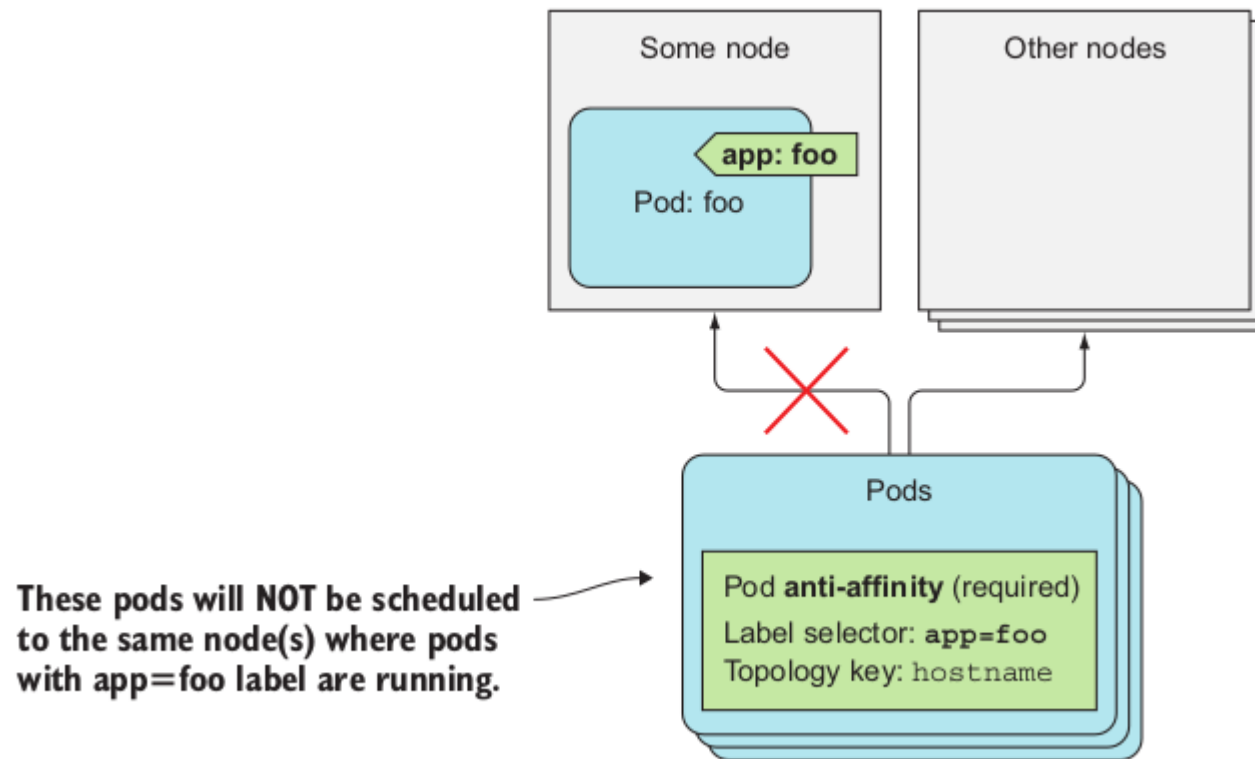 Some node
Other nodes
app: foo
Pod: foo
Pods
Pod anti-affinity (required)
Label selector: app=foo
Topology key: hostname
These pods will NOT be scheduled
to the same node(s) where pods
with app=foo label are running.